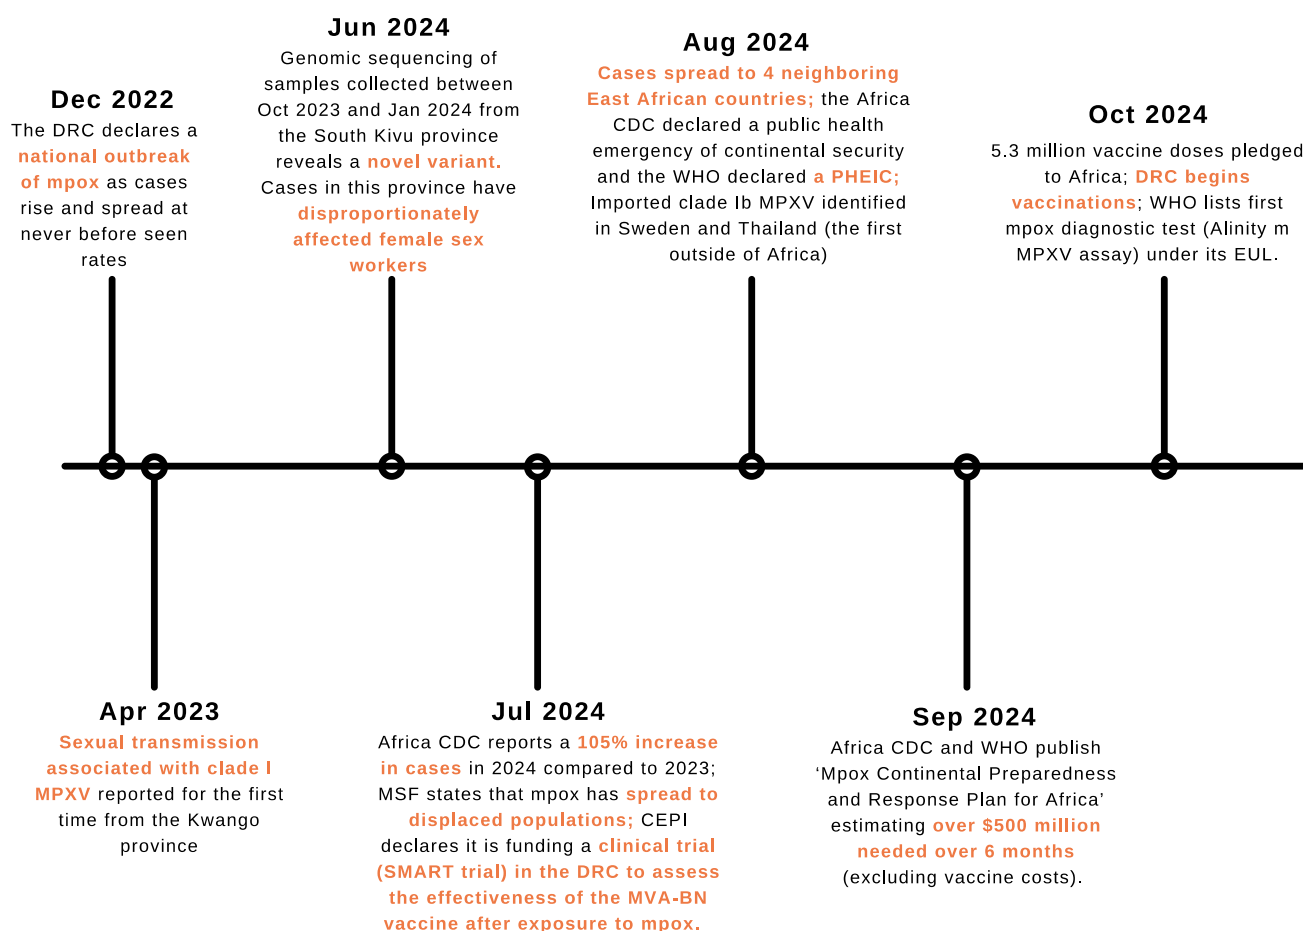 Dec 2022
The DRC declares a
national outbreak
of mpox as cases
rise and spread at
never before seen
rates
Apr 2023
Sexual transmission
associated with clade I
MPXV reported for the first
time from the Kwango
province
Jun 2024
Genomic sequencing of
samples collected between
Oct 2023 and Jan 2024 from
the South Kivu province
reveals a novel variant.
Cases in this province have
disproportionately
affected female sex
workers
Jul 2024
Africa CDC reports a 105% increase
in cases in 2024 compared to 2023;
MSF states that mpox has spread to
displaced populations; CEPI
declares it is funding a clinical trial
(SMART trial) in the DRC to assess
the effectiveness of the MVA-BN
vaccine after exposure to mpox.
Aug 2024
Cases spread to 4 neighboring
East African countries; the Africa
CDC declared a public health
emergency of continental security
and the WHO declared a PHEIC;
Imported clade Ib MPXV identified
in Sweden and Thailand (the first
outside of Africa)
Sep 2024
Africa CDC and WHO publish
‘Mpox Continental Preparedness
and Response Plan for Africa’
estimating over $500 million
needed over 6 months
(excluding vaccine costs).
Oct 2024
5.3 million vaccine doses pledged
to Africa; DRC begins
vaccinations; WHO lists first
mpox diagnostic test (Alinity m
MPXV assay) under its EUL.